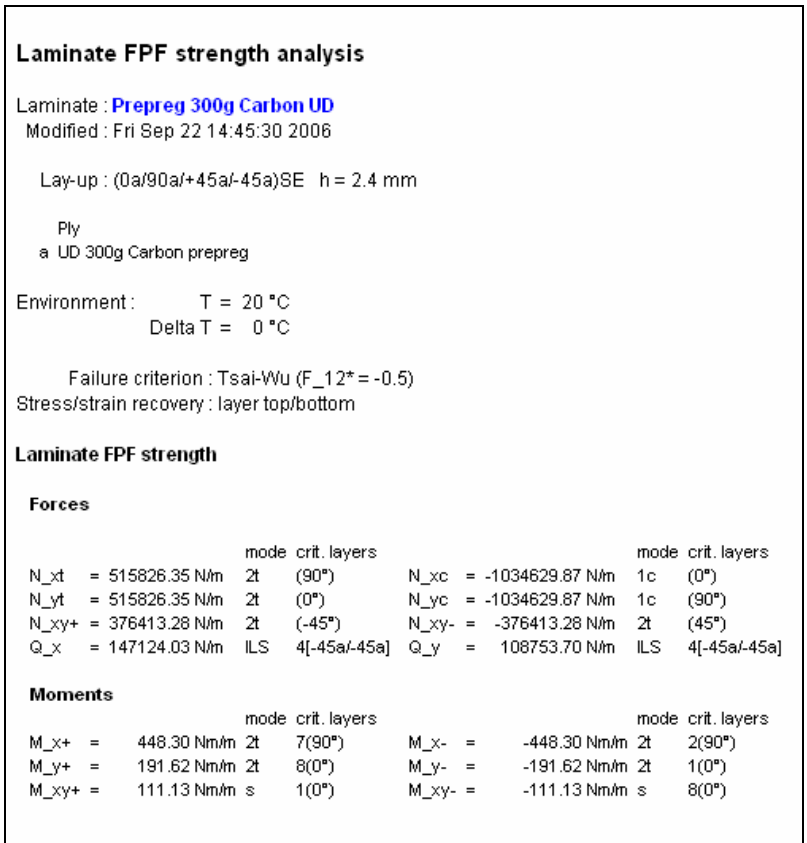 Laminate FPF strength analysis
Laminate : Prepreg 300g Carbon UD
Modified : Fri Sep 22 14:45:30 2006
Lay-up : (0a/90a/+45a/-45a)SE h = 2.4 mm
Ply
a UD 300g Carbon prepreg
Environment : T = 20 °C
Delta T = 0 °C
Failure criterion : Tsai-Wu (F_12* = -0.5)
Stress/strain recovery : layer top/bottom
Laminate FPF strength
Forces
mode crit. layers mode crit. layers
N_xt = 515826.35 N/m 2t (90°) N_xc = -1034629.87 N/m 1c (0°)
N_yt = 515826.35 N/m 2t (0°) N_yc = -1034629.87 N/m 1c (90°)
N_xy+ = 376413.28 N/m 2t (-45°) N_xy- = -376413.28 N/m 2t (45°)
Q_x = 147124.03 N/m ILS 4[-45a/-45a] Q_y = 108753.70 N/m ILS 4[-45a/-45a]
Moments
mode crit. layers mode crit. layers
M_x+ = 448.30 Nm/m 2t 7(90°) M_x- = -448.30 Nm/m 2t 2(90°)
M_y+ = 191.62 Nm/m 2t 8(0°) M_y- = -191.62 Nm/m 2t 1(0°)
M_xy+ = 111.13 Nm/m s 1(0°) M_xy- = -111.13 Nm/m s 8(0°)